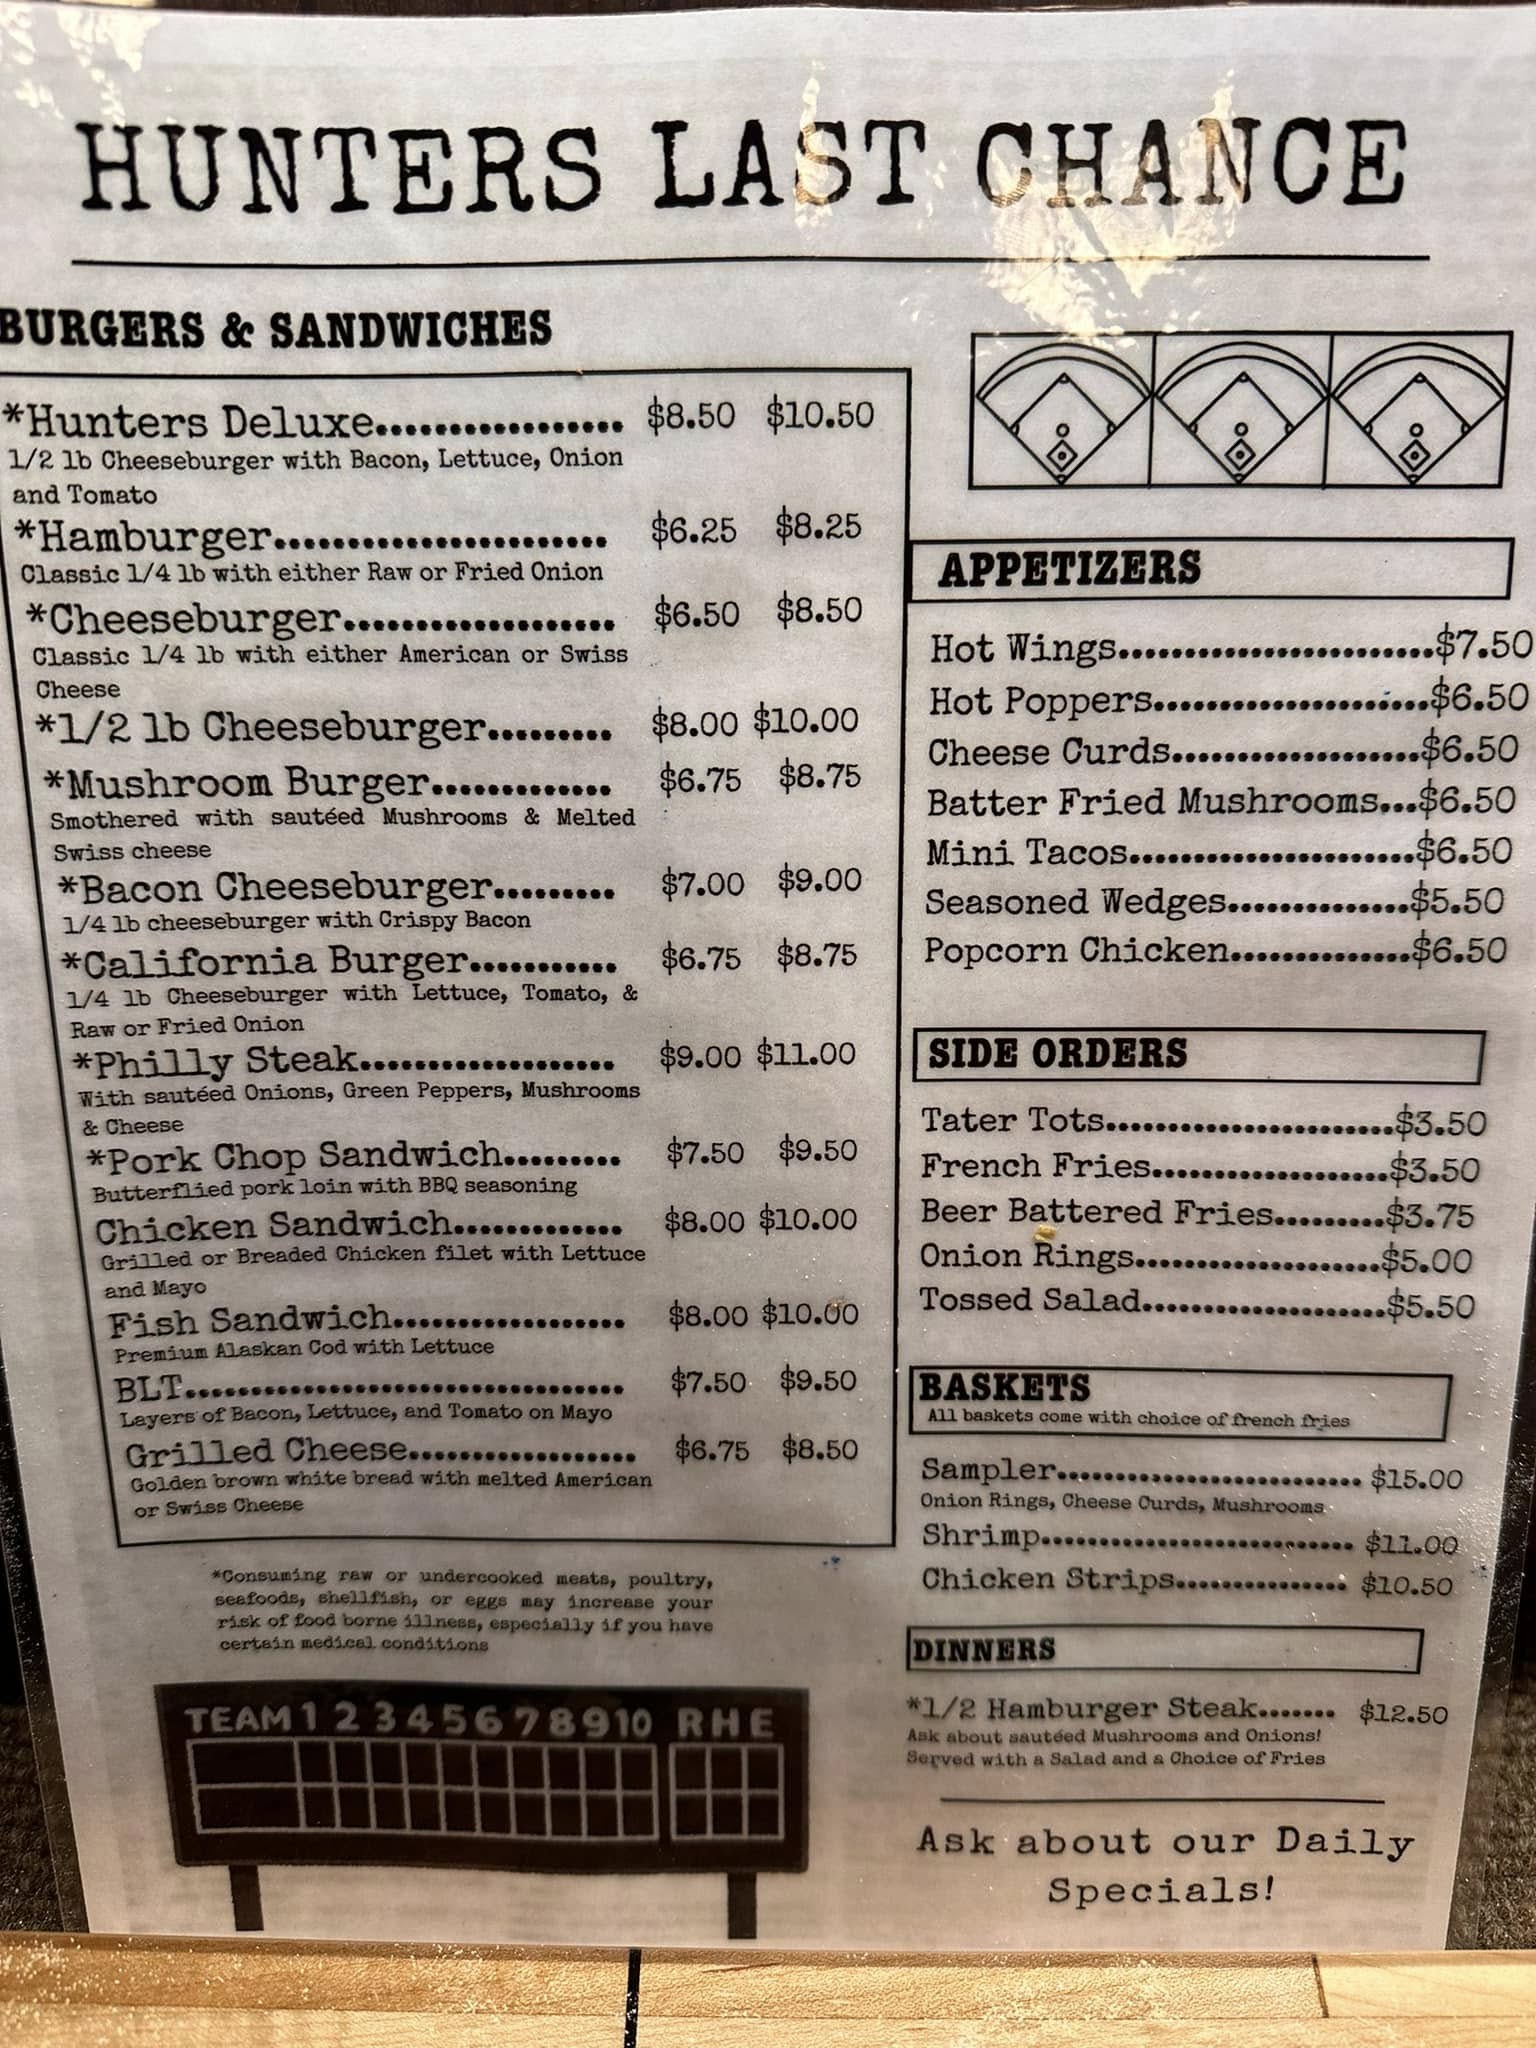 HUNTERS LAST CHANCE
BURGERS & SANDWICHES
*Hunters Deluxe................. $8.50 $10.50
1/2 lb Cheeseburger with Bacon, Lettuce, Onion
and Tomato
*Hamburger....................... $6.25 $8.25
Classic 1/4 lb with either Raw or Fried Onion
*Cheeseburger................... $6.50 $8.50
Classic 1/4 lb with either American or Swiss
Cheese
*1/2 lb Cheeseburger......... $8.00 $10.00
*Mushroom Burger............. $6.75 $8.75
Smothered with sautéed Mushrooms & Melted
Swiss cheese
*Bacon Cheeseburger......... $7.00 $9.00
1/4 lb cheeseburger with Crispy Bacon
*California Burger........... $6.75 $8.75
1/4 lb Cheeseburger with Lettuce, Tomato, &
Raw or Fried Onion
*Philly Steak................... $9.00 $11.00
With sautéed Onions, Green Peppers, Mushrooms
& Cheese
*Pork Chop Sandwich......... $7.50 $9.50
Butterflied pork loin with BBQ seasoning
Chicken Sandwich............. $8.00 $10.00
Grilled or Breaded Chicken filet with Lettuce
and Mayo
Fish Sandwich.................. $8.00 $10.00
Premium Alaskan Cod with Lettuce
BLT................................. $7.50 $9.50
Layers of Bacon, Lettuce, and Tomato on Mayo
Grilled Cheese................. $6.75 $8.50
Golden brown white bread with melted American
or Swiss Cheese
*Consuming raw or undercooked meats, poultry,
seafoods, shellfish, or eggs may increase your
risk of food borne illness, especially if you have
certain medical conditions
TEAM 1 2 3 4 5 6 7 8 9 10 R H E
APPETIZERS
Hot Wings........................$7.50
Hot Poppers.....................$6.50
Cheese Curds...................$6.50
Batter Fried Mushrooms...$6.50
Mini Tacos......................$6.50
Seasoned Wedges..............$5.50
Popcorn Chicken..............$6.50
SIDE ORDERS
Tater Tots......................$3.50
French Fries..................$3.50
Beer Battered Fries.........$3.75
Onion Rings...................$5.00
Tossed Salad...................$5.50
BASKETS
All baskets come with choice of french fries
Sampler.......................... $15.00
Onion Rings, Cheese Curds, Mushrooms
Shrimp........................... $11.00
Chicken Strips............... $10.50
DINNERS
*1/2 Hamburger Steak....... $12.50
Ask about sautéed Mushrooms and Onions!
Served with a Salad and a Choice of Fries
Ask about our Daily
Specials!